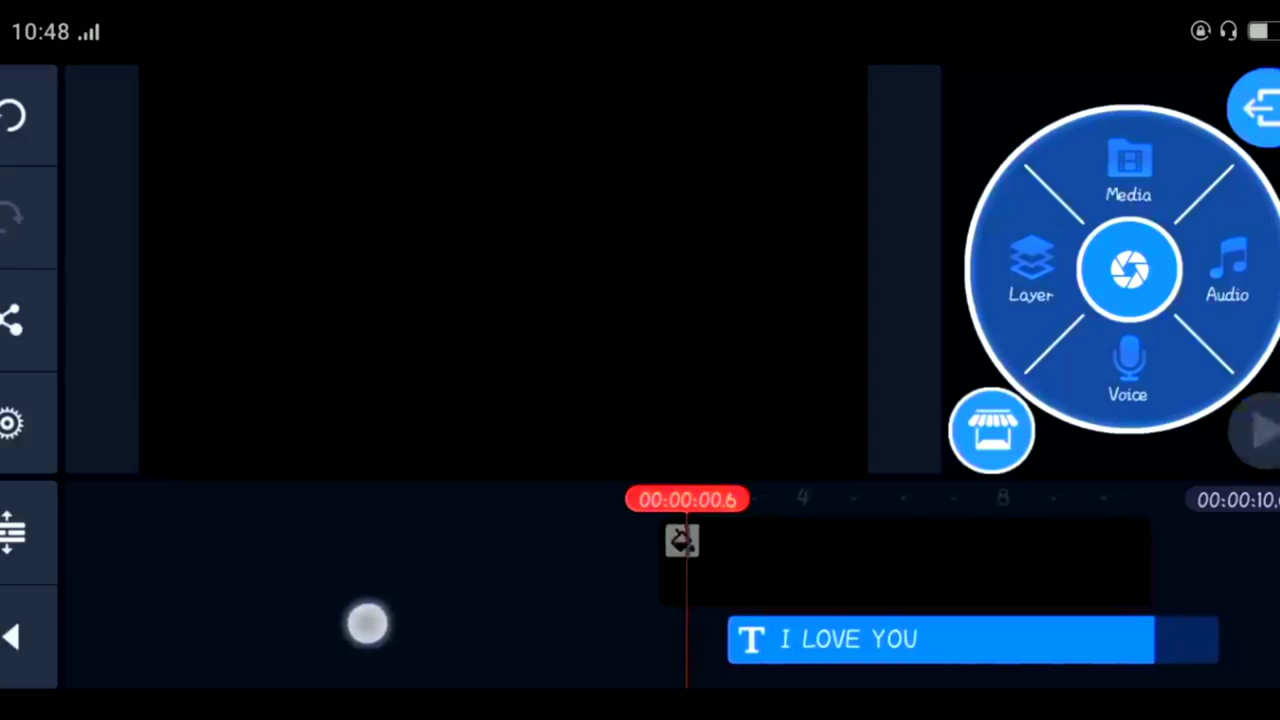 10:48
Media
Layer
Audio
Voice
00:00:00.6
4
8
00:00:10.
T I LOVE YOU